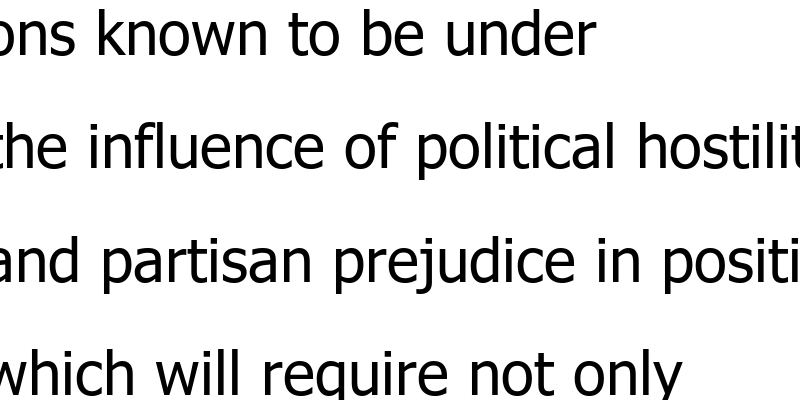 ons known to be under
the influence of political hostilit
and partisan prejudice in positi
which will require not only